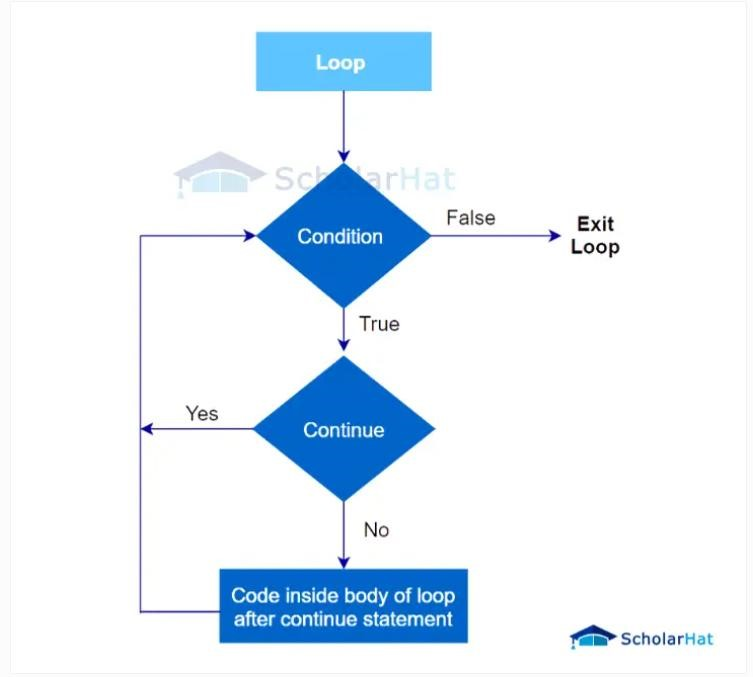 Loop
ScholarHat
Condition
False
Exit
Loop
True
Yes
Continue
No
Code inside body of loop
after continue statement
ScholarHat